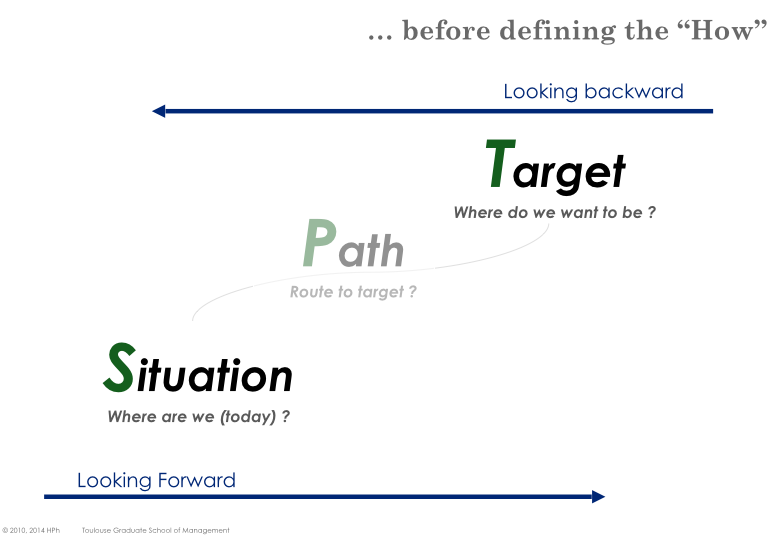 … before defining the “How”
Looking backward
Target
Where do we want to be ?
Path
Route to target ?
Situation
Where are we (today) ?
Looking Forward
© 2010, 2014 HPh Toulouse Graduate School of Management